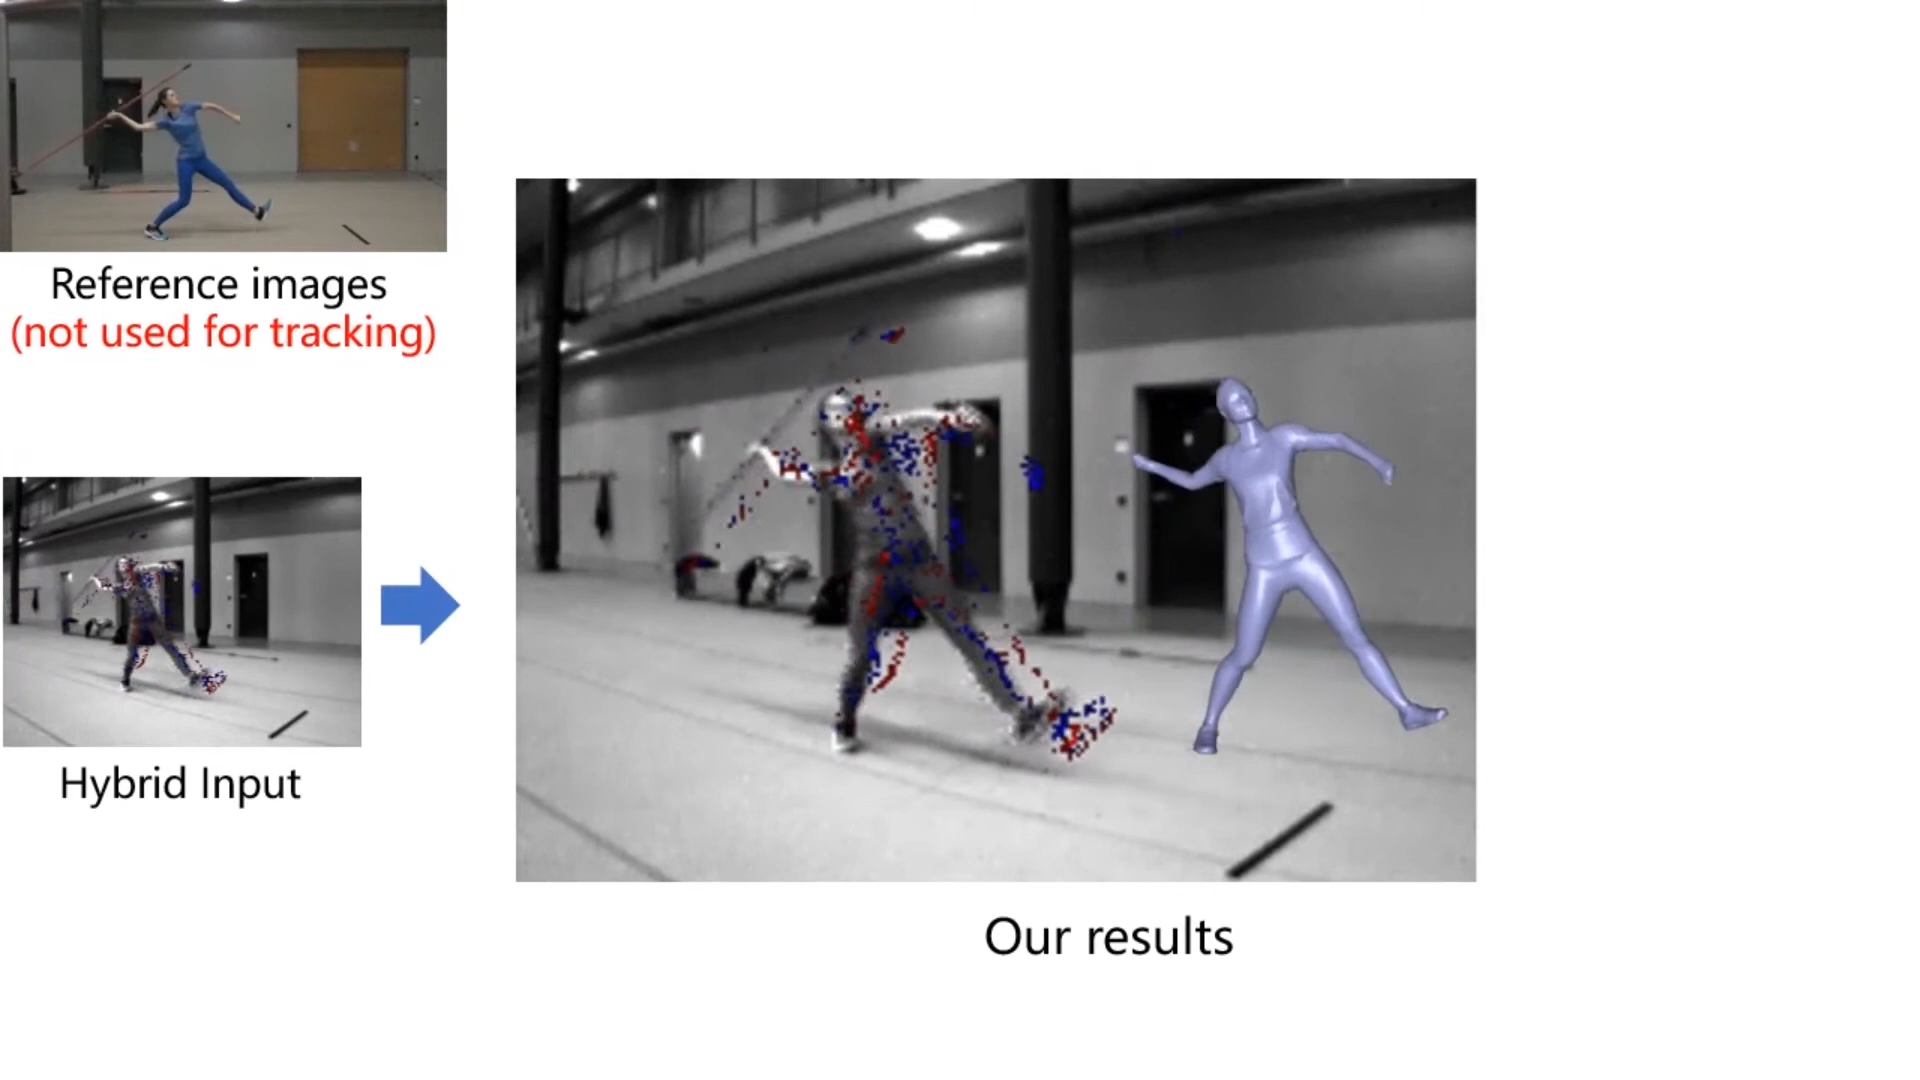 Reference images
(not used for tracking)
Hybrid Input
Our results